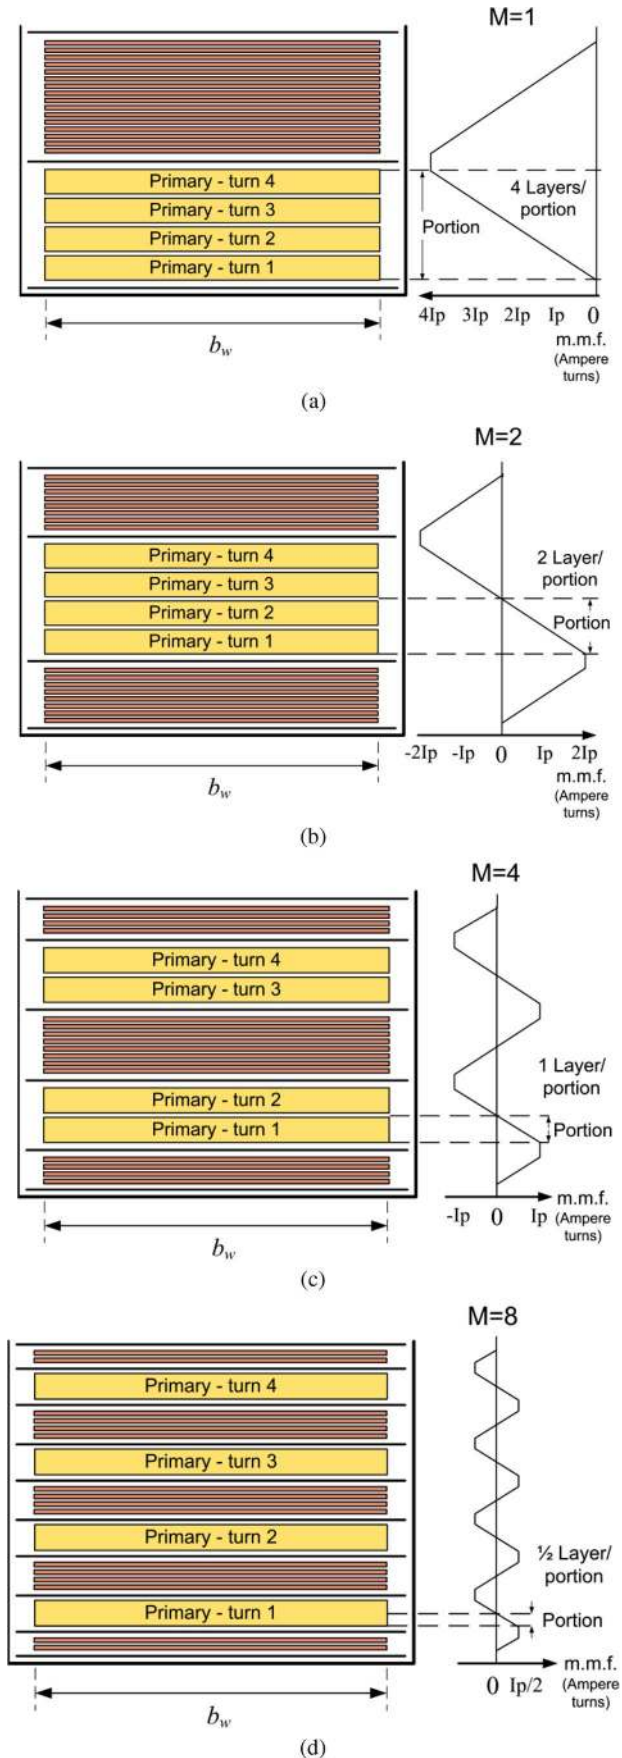 M=1
Primary - turn 4
Primary - turn 3
Primary - turn 2
Primary - turn 1
4 Layers/
portion
Portion
4Ip 3Ip 2Ip Ip 0
m.m.f.
(Ampere
turns)
bw
(a)
M=2
Primary - turn 4
Primary - turn 3
Primary - turn 2
Primary - turn 1
2 Layer/
portion
Portion
-2Ip -Ip 0 Ip 2Ip
m.m.f.
(Ampere
turns)
bw
(b)
M=4
Primary - turn 4
Primary - turn 3
Primary - turn 2
Primary - turn 1
1 Layer/
portion
Portion
-Ip 0 Ip
m.m.f.
(Ampere
turns)
bw
(c)
M=8
Primary - turn 4
Primary - turn 3
Primary - turn 2
Primary - turn 1
½ Layer/
portion
Portion
0 Ip/2
m.m.f.
(Ampere
turns)
bw
(d)